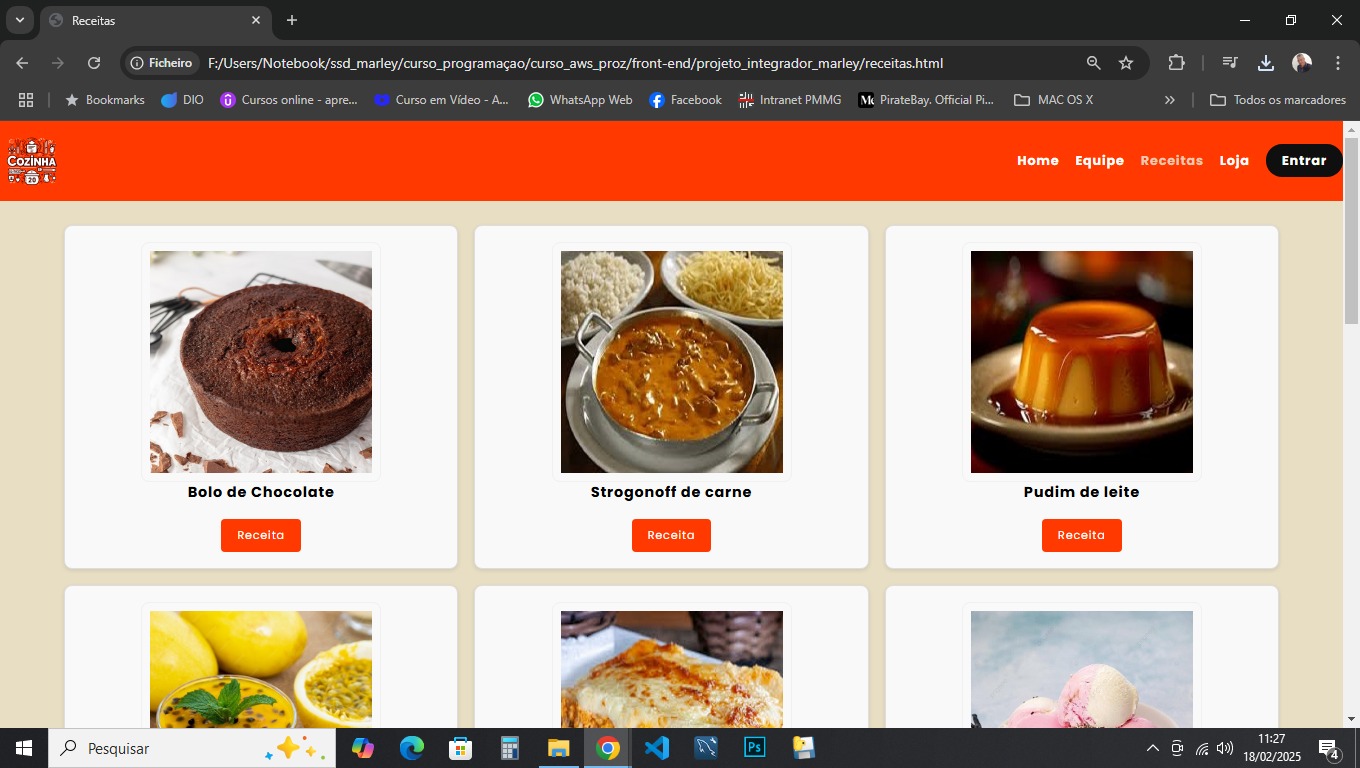 Receitas
Ficheiro
F:/Users/Notebook/ssd_marley/curso_programaçao/curso_aws_proz/front-end/projeto_integrador_marley/receitas.html
Bookmarks
DIO
Cursos online - apre...
Curso em Vídeo - A...
WhatsApp Web
Facebook
Intranet PMMG
PirateBay. Official Pi...
MAC OS X
Todos os marcadores
COZINHA
20
Home
Equipe
Receitas
Loja
Entrar
Bolo de Chocolate
Strogonoff de carne
Pudim de leite
Receita
Receita
Receita
Pesquisar
Ps
11:27
18/02/2025
4